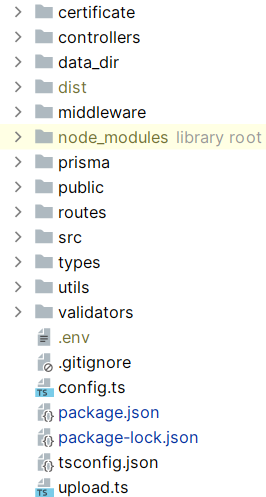 certificate
controllers
data_dir
dist
middleware
node_modules library root
prisma
public
routes
src
types
utils
validators
.env
.gitignore
config.ts
package.json
package-lock.json
tsconfig.json
upload.ts